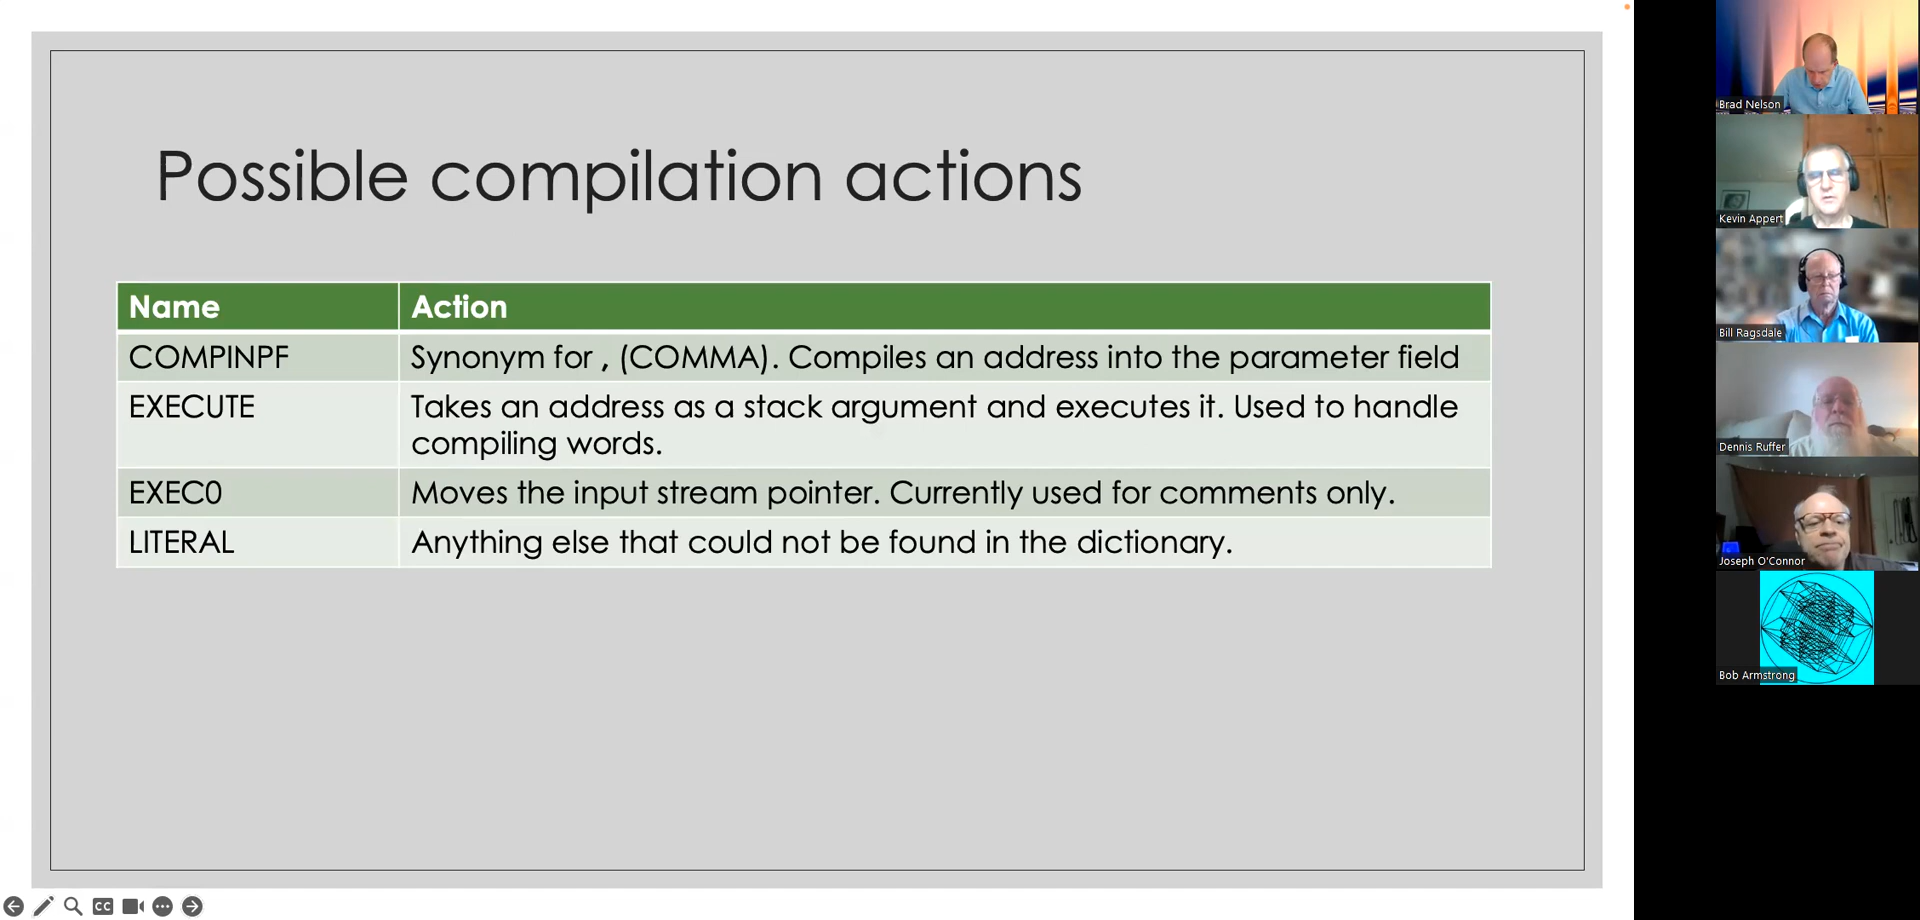 Possible compilation actions
Name Action
COMPINPF Synonym for , (COMMA). Compiles an address into the parameter field
EXECUTE Takes an address as a stack argument and executes it. Used to handle
compiling words.
EXEC0 Moves the input stream pointer. Currently used for comments only.
LITERAL Anything else that could not be found in the dictionary.
CC
Brad Nelson
Kevin Appert
Bill Ragsdale
Dennis Ruffer
Joseph O'Connor
Bob Armstrong